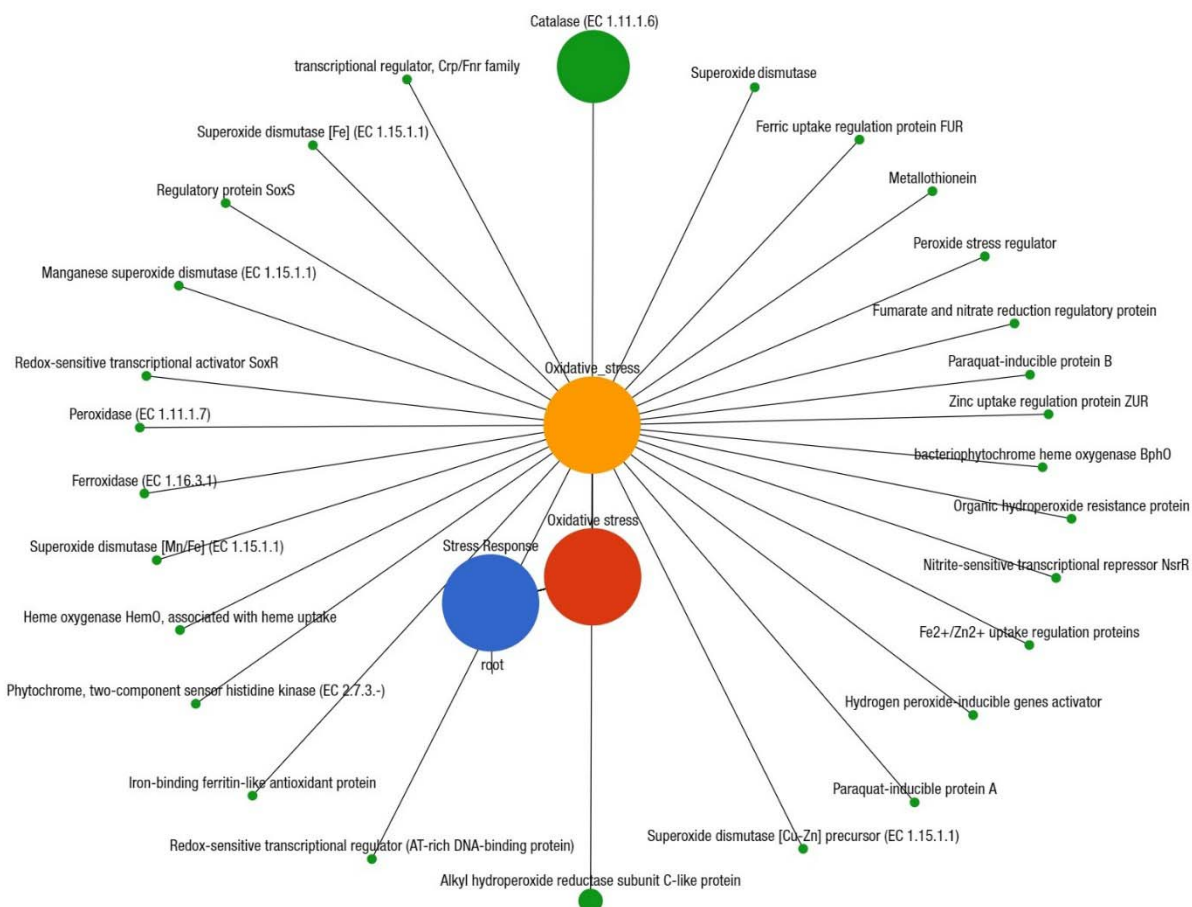 Catalase (EC 1.11.1.6)
transcriptional regulator, Crp/Fnr family
Superoxide dismutase
Superoxide dismutase [Fe] (EC 1.15.1.1)
Ferric uptake regulation protein FUR
Regulatory protein SoxS
Metallothionein
Peroxide stress regulator
Manganese superoxide dismutase (EC 1.15.1.1)
Fumarate and nitrate reduction regulatory protein
Redox-sensitive transcriptional activator SoxR
Oxidative_stress
Paraquat-inducible protein B
Peroxidase (EC 1.11.1.7)
Zinc uptake regulation protein ZUR
bacteriophytochrome heme oxygenase BphO
Ferroxidase (EC 1.16.3.1)
Organic hydroperoxide resistance protein
Oxidative stress
Superoxide dismutase [Mn/Fe] (EC 1.15.1.1)
Stress Response
Nitrite-sensitive transcriptional repressor NsrR
Heme oxygenase HemO, associated with heme uptake
Fe2+/Zn2+ uptake regulation proteins
root
Phytochrome, two-component sensor histidine kinase (EC 2.7.3.-)
Hydrogen peroxide-inducible genes activator
Iron-binding ferritin-like antioxidant protein
Paraquat-inducible protein A
Redox-sensitive transcriptional regulator (AT-rich DNA-binding protein)
Superoxide dismutase [Cu-Zn] precursor (EC 1.15.1.1)
Alkyl hydroperoxide reductase subunit C-like protein